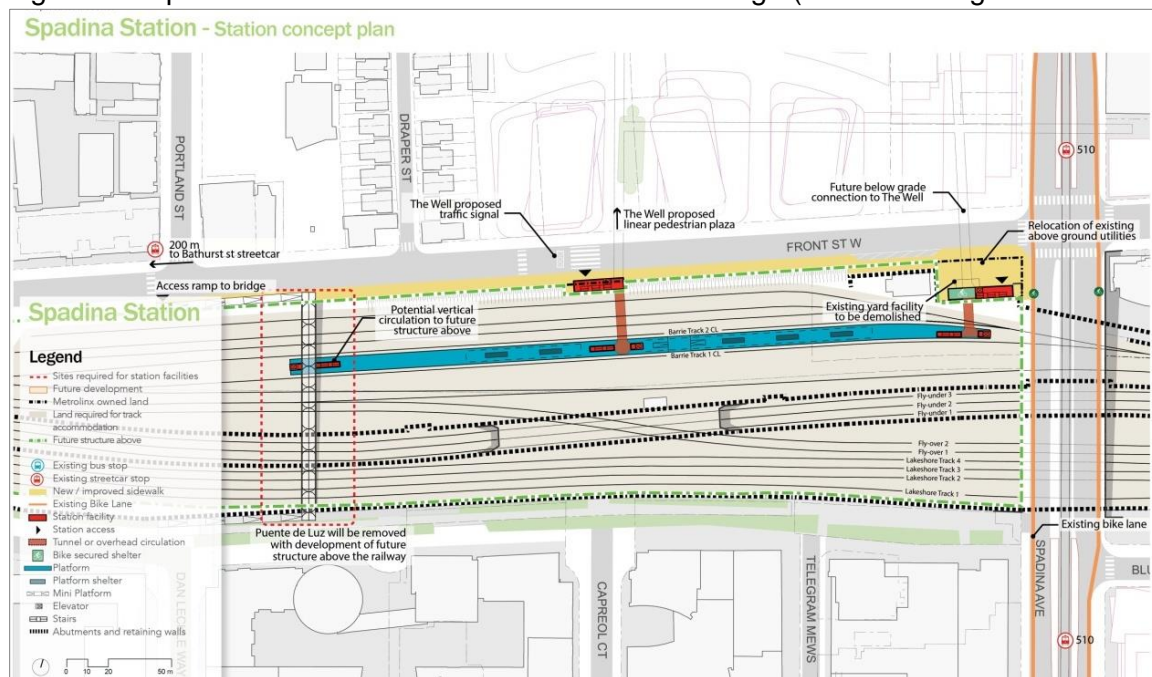 Spadina Station - Station concept plan
PORTLAND ST
DRAPER ST
510
The Well proposed
traffic signal
The Well proposed
linear pedestrian plaza
Future below grade
connection to The Well
Relocation of existing
above ground utilities
FRONT ST W
200 m
to Bathurst st streetcar
Access ramp to bridge
Potential vertical
circulation to future
structure above
Existing yard facility
to be demolished
Barrie Track 2 CL
Barrie Track 1 CL
Fly-under 3
Fly-under 2
Fly-under 1
Fly-over 2
Fly-over 1
Lakeshore Track 4
Lakeshore Track 3
Lakeshore Track 2
Lakeshore Track 1
Puente de Luz will be removed
with development of future
structure above the railway
Existing bike lane
SPADINA AVE
BLU
DAN LECKIE WAY
CAPREOL CT
TELEGRAM MEWS
510
Spadina Station
Legend
Sites required for station facilities
Future development
Metrolinx owned land
Land required for track
accommodation
Future structure above
Existing bus stop
Existing streetcar stop
New / improved sidewalk
Existing Bike Lane
Station facility
Station access
Tunnel or overhead circulation
Bike secured shelter
Platform
Platform shelter
Mini Platform
Elevator
Stairs
Abutments and retaining walls
0 10 20 50 m